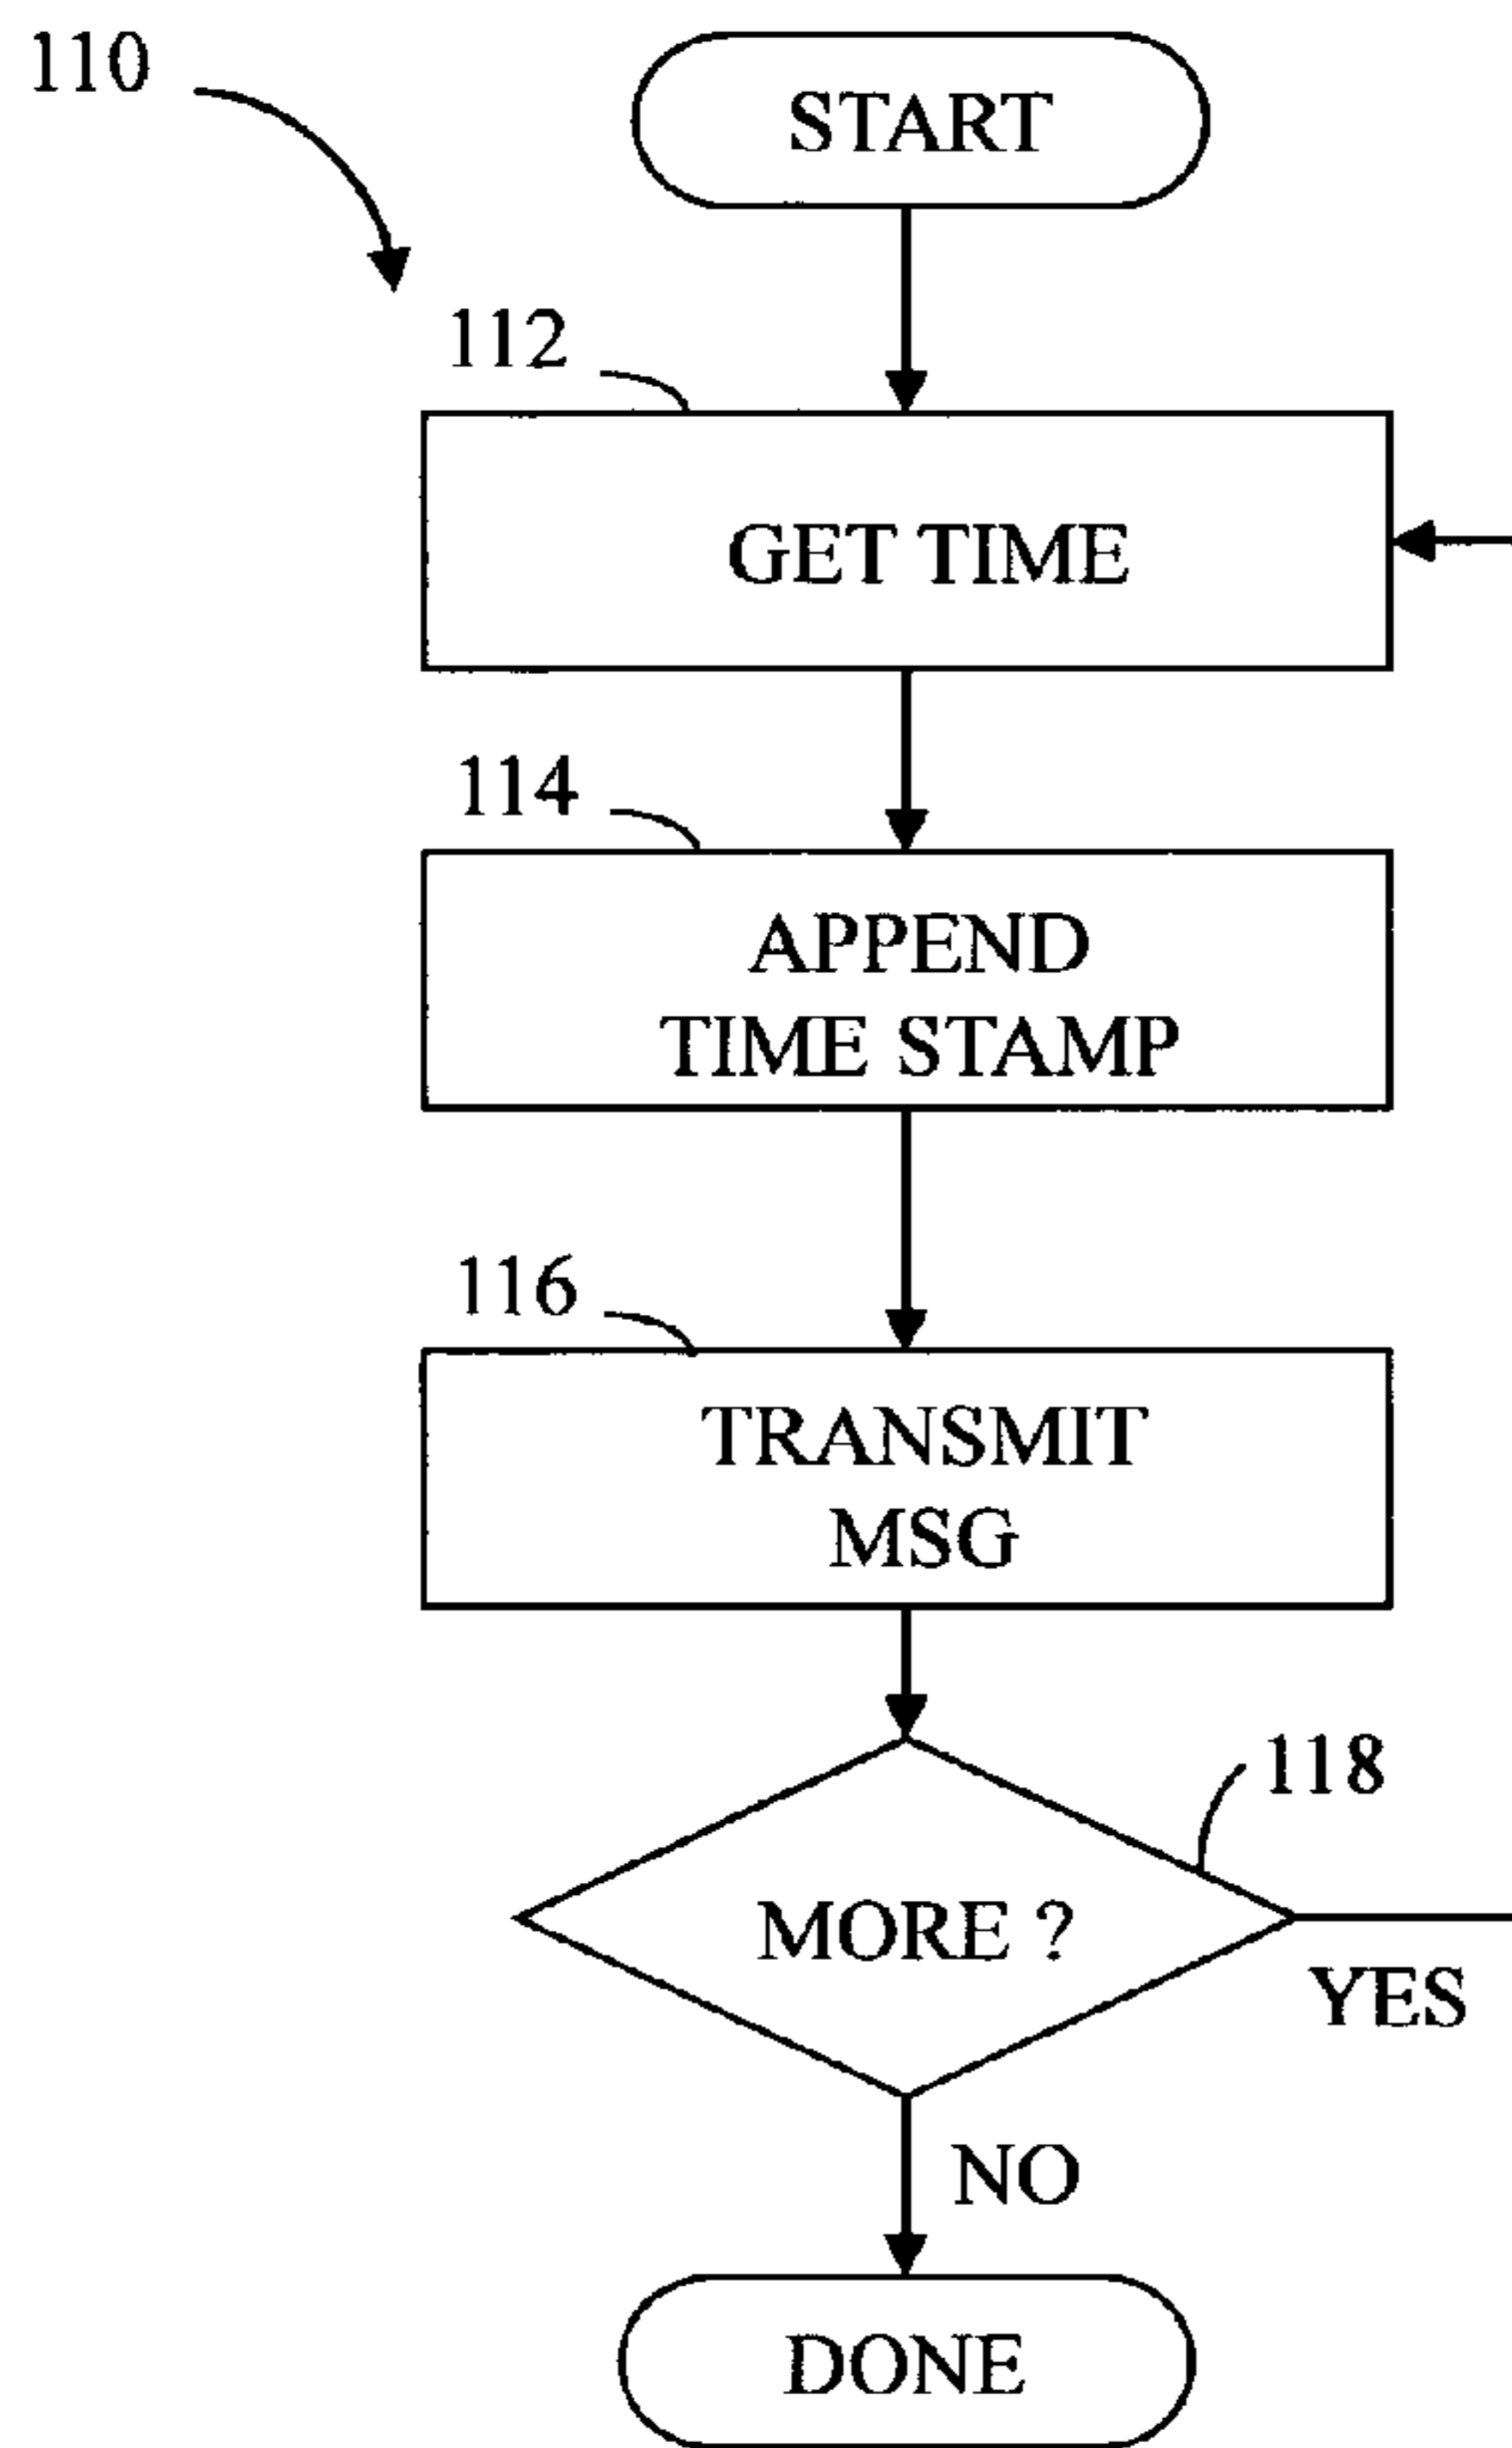 110
START
112
GET TIME
114
APPEND
TIME STAMP
116
TRANSMIT
MSG
118
MORE ?
YES
NO
DONE